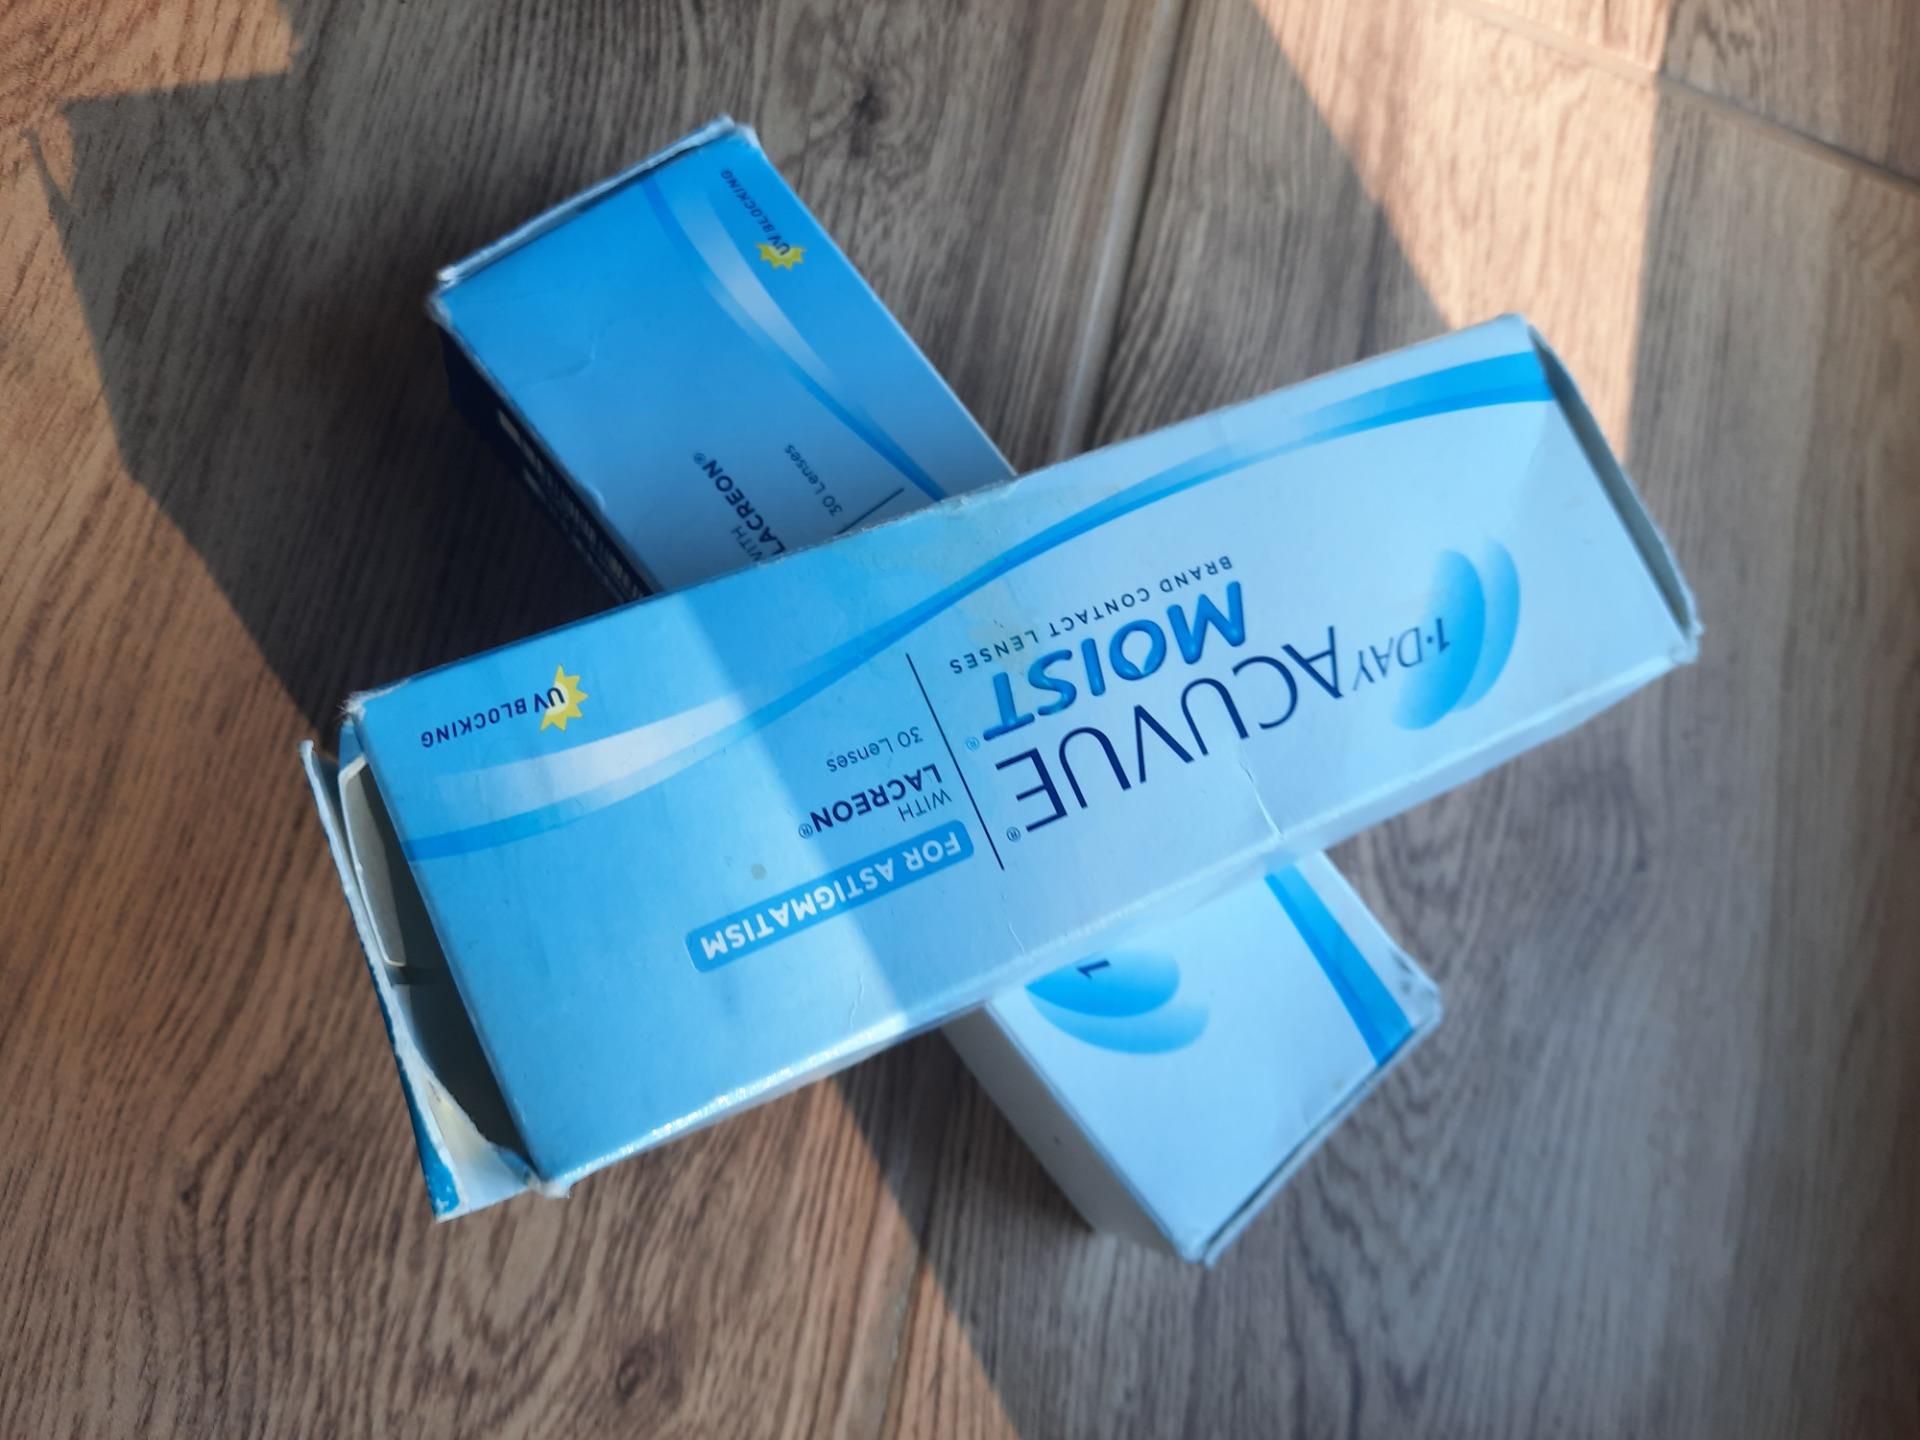 1·DAY ACUVUE®
MOIST®
BRAND CONTACT LENSES
FOR ASTIGMATISM
WITH
LACREON®
30 Lenses
UV BLOCKING
WITH
LACREON®
30 Lenses
UV BLOCKING
1